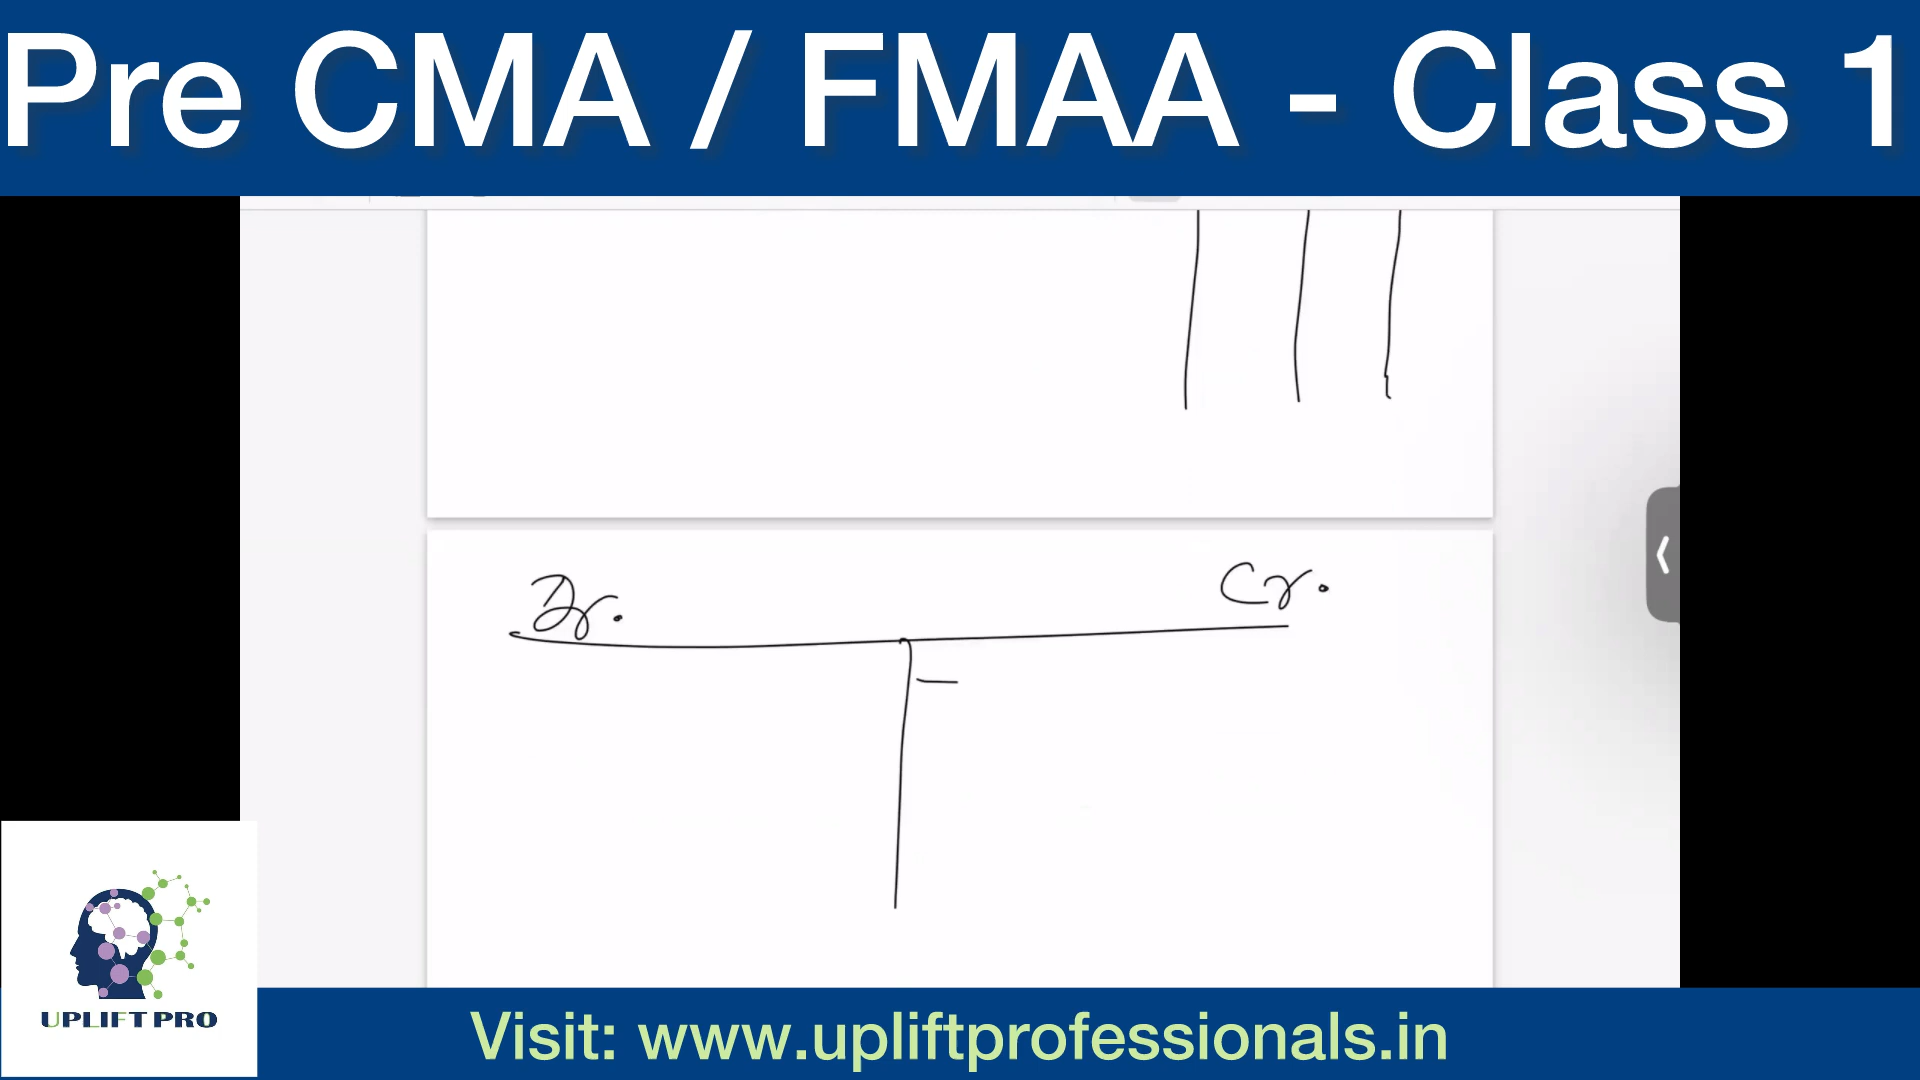 Pre CMA / FMAA - Class 1
Dr. Cr.
UPLIFT PRO
Visit: www.upliftprofessionals.in